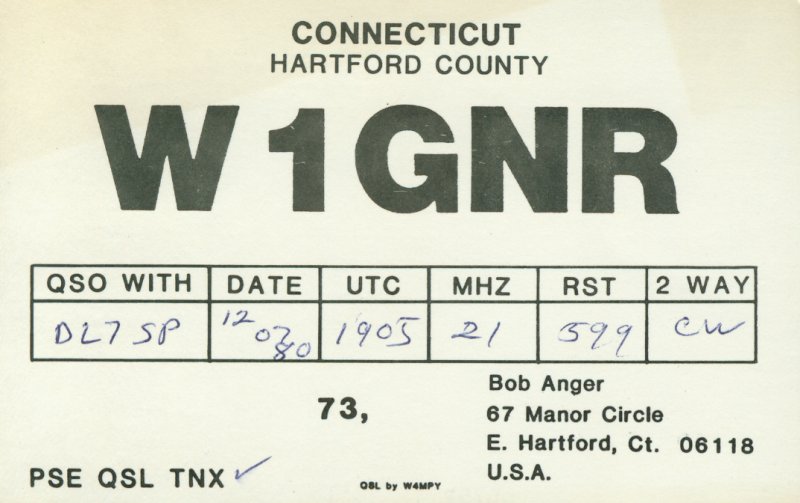 CONNECTICUT
HARTFORD COUNTY
W1GNR
QSO WITH DATE UTC MHZ RST 2 WAY
DL7SP 12 07 80 1905 21 599 CW
73,
Bob Anger
67 Manor Circle
E. Hartford, Ct. 06118
U.S.A.
PSE QSL TNX ✓
QSL by W4MPY